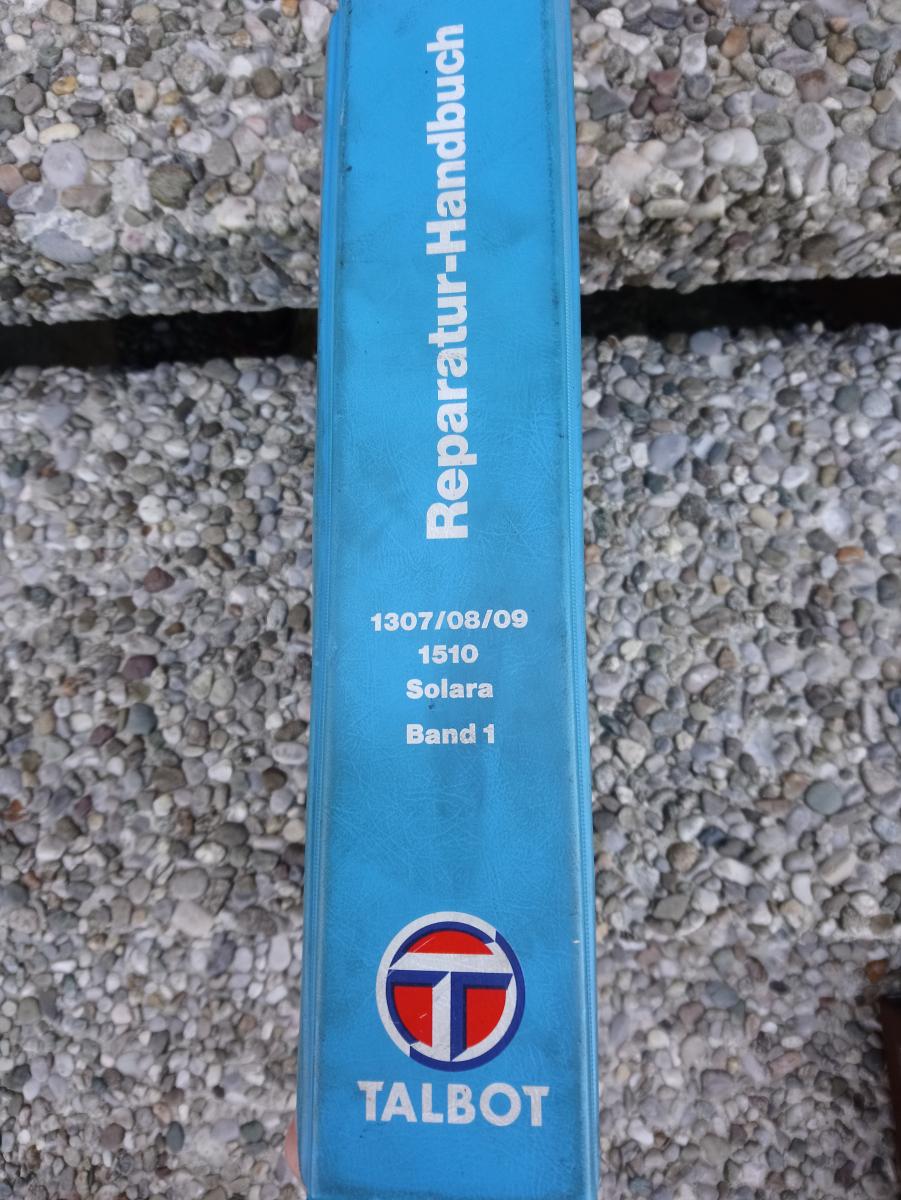 Reparatur-Handbuch
1307/08/09
1510
Solara
Band 1
TALBOT